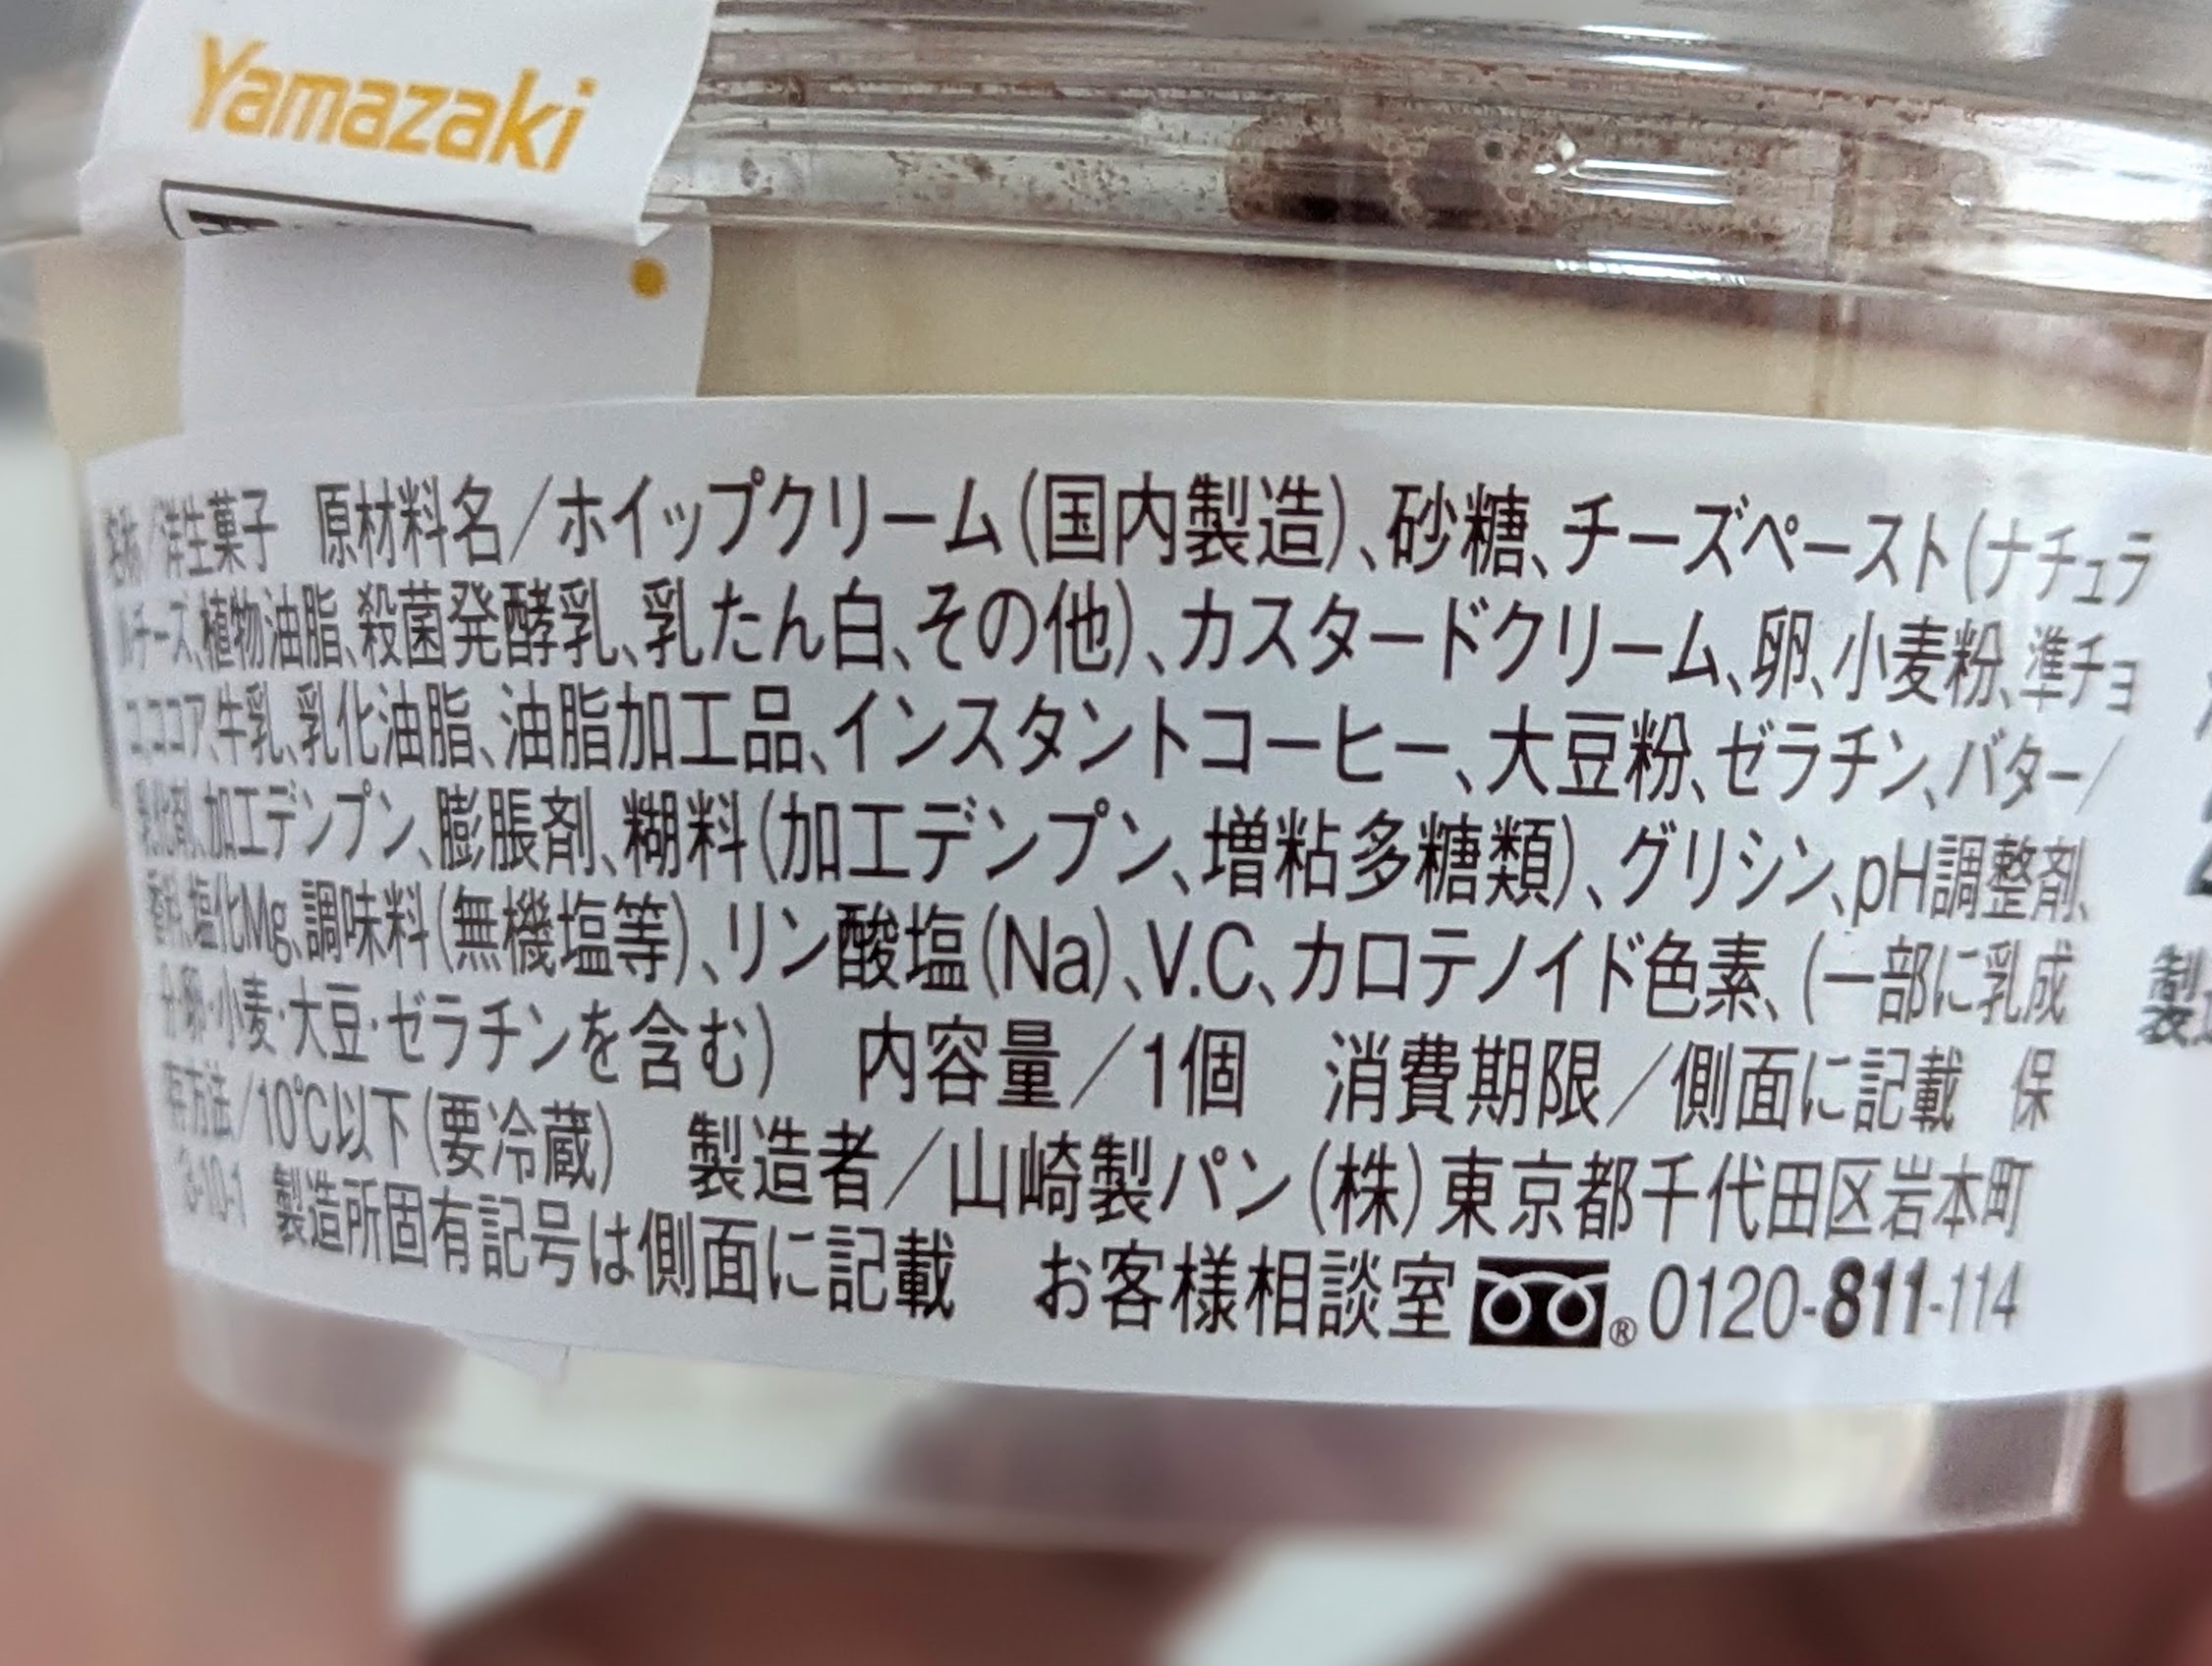 Yamazaki
名称/洋生菓子　原材料名/ホイップクリーム(国内製造)、砂糖、チーズペースト(ナチュラ
ルチーズ、植物油脂、殺菌発酵乳、乳たん白、その他)、カスタードクリーム、卵、小麦粉、準チョ
コ、ココア、牛乳、乳化油脂、油脂加工品、インスタントコーヒー、大豆粉、ゼラチン、バター/
乳化剤、加工デンプン、膨脹剤、糊料(加工デンプン、増粘多糖類)、グリシン、pH調整剤、
香料、塩化Mg、調味料(無機塩等)、リン酸塩(Na)、V.C、カロテノイド色素、(一部に乳成
分・卵・小麦・大豆・ゼラチンを含む)　内容量/1個　消費期限/側面に記載　保
存方法/10℃以下(要冷蔵)　製造者/山崎製パン(株)東京都千代田区岩本町
3-10-1　製造所固有記号は側面に記載　お客様相談室 ® 0120-811-114
製